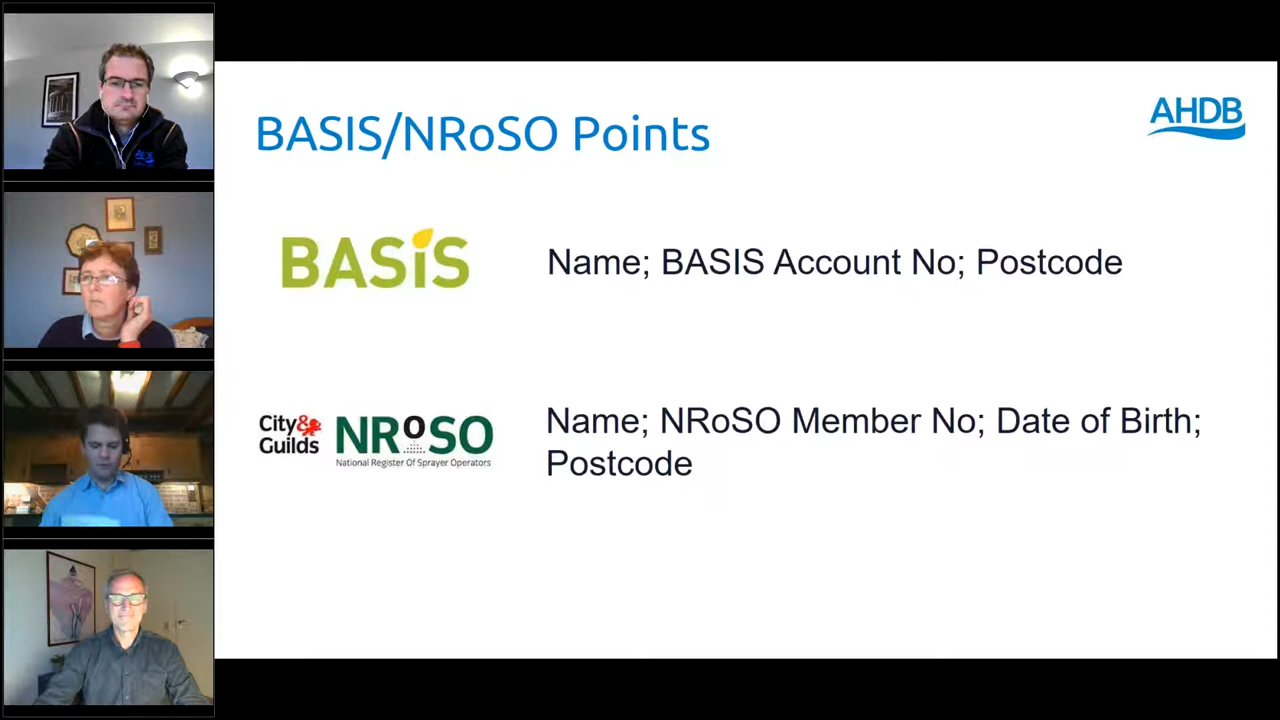 AHDB
BASIS/NRoSO Points
BASiS
Name; BASIS Account No; Postcode
City&
Guilds
NRoSO
National Register Of Sprayer Operators
Name; NRoSO Member No; Date of Birth;
Postcode
AHDB